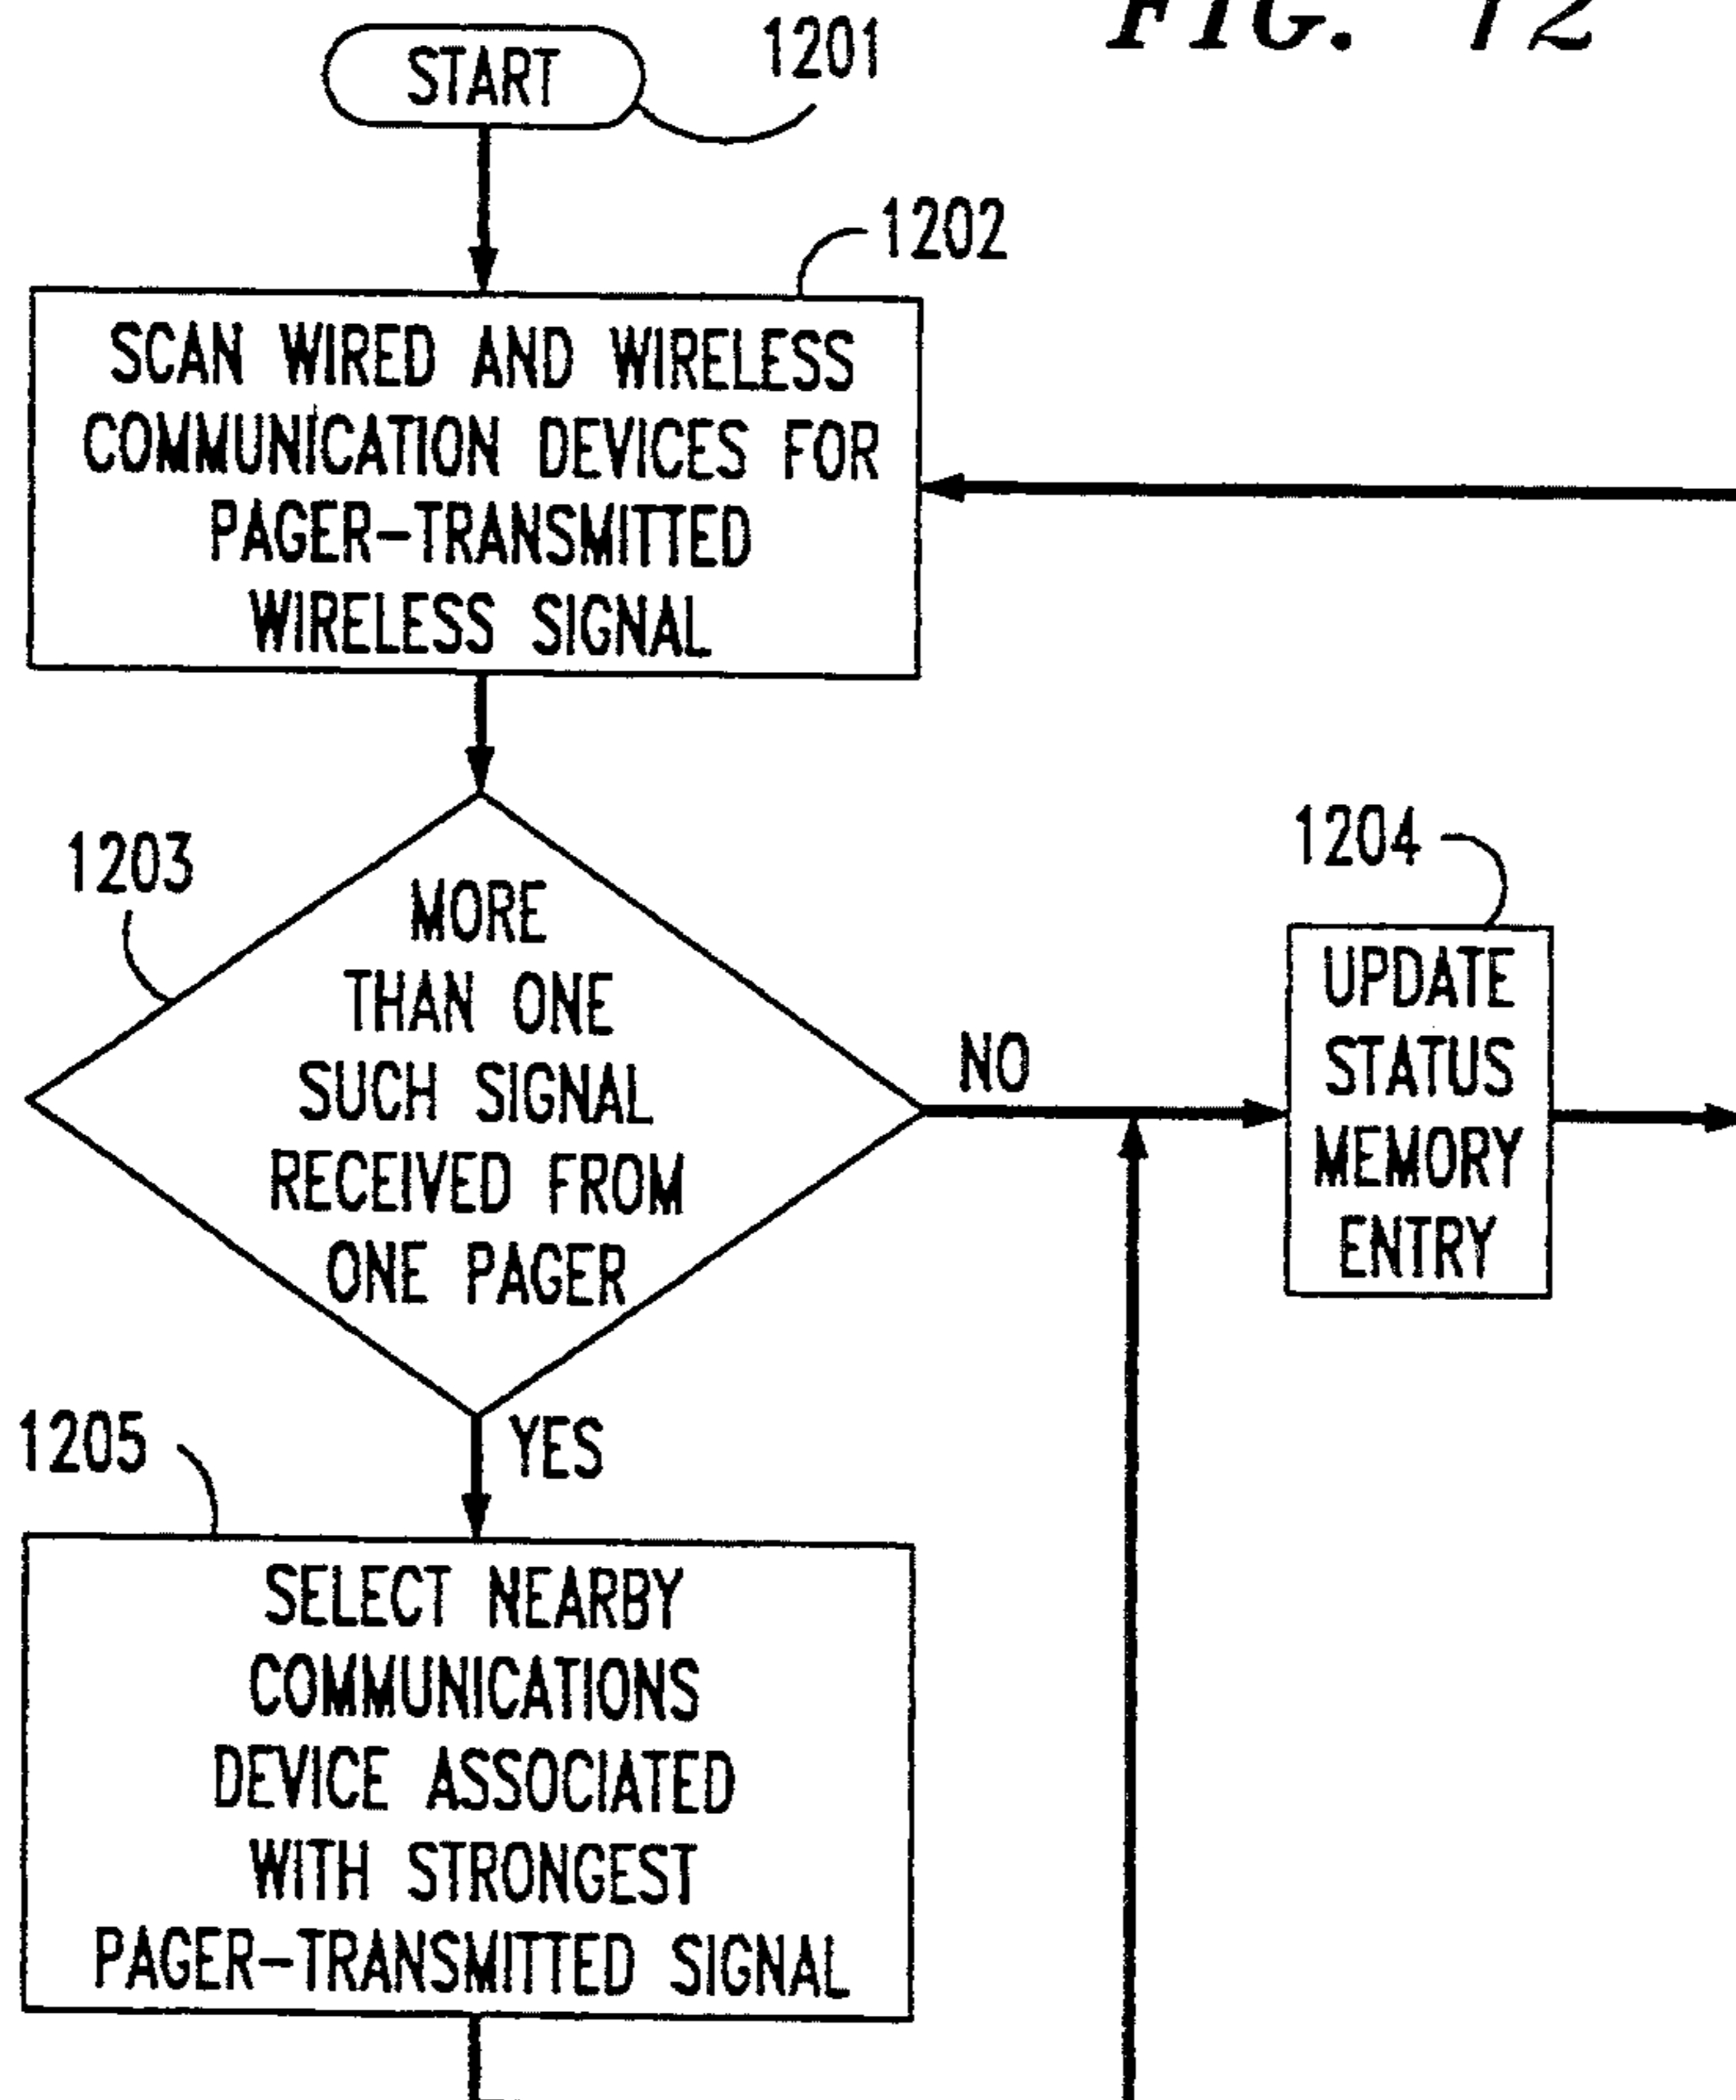 FIG. 12
START
1201
1202
SCAN WIRED AND WIRELESS
COMMUNICATION DEVICES FOR
PAGER-TRANSMITTED
WIRELESS SIGNAL
1203
MORE
THAN ONE
SUCH SIGNAL
RECEIVED FROM
ONE PAGER
NO
1204
UPDATE
STATUS
MEMORY
ENTRY
YES
1205
SELECT NEARBY
COMMUNICATIONS
DEVICE ASSOCIATED
WITH STRONGEST
PAGER-TRANSMITTED SIGNAL